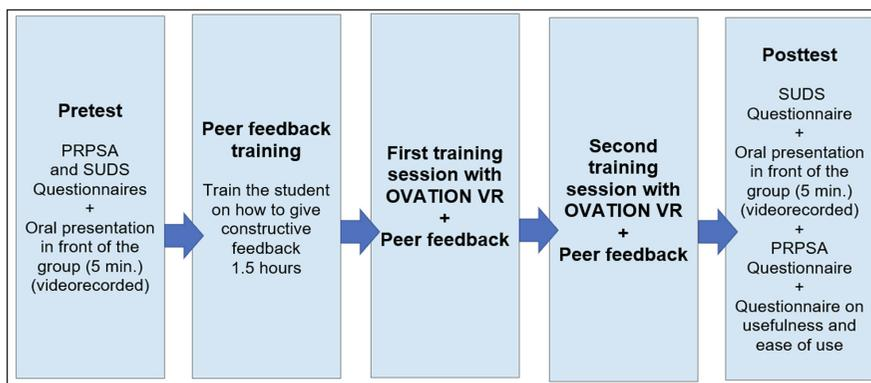 Pretest
PRPSA
and SUDS
Questionnaires
+
Oral presentation
in front of the
group (5 min.)
(videorecorded)
Peer feedback
training
Train the student
on how to give
constructive
feedback
1.5 hours
First training
session with
OVATION VR
+
Peer feedback
Second
training
session with
OVATION VR
+
Peer feedback
Posttest
SUDS
Questionnaire
+
Oral presentation
in front of the
group (5 min.)
(videorecorded)
+
PRPSA
Questionnaire
+
Questionnaire on
usefulness and
ease of use